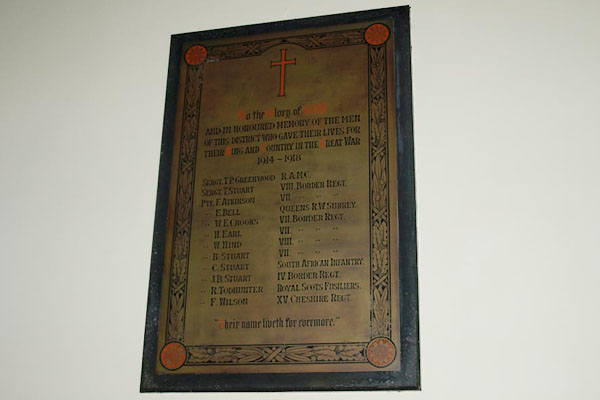 To the Glory of God
AND IN HONOURED MEMORY OF THE MEN
OF THIS DISTRICT WHO GAVE THEIR LIVES FOR
THEIR KING AND COUNTRY IN THE GREAT WAR
1914 - 1918
SERGT. T.P. GREENWOOD R.A.M.C.
SERGT. T. STUART VIII BORDER REGT.
PTE. F. ATKINSON VII. " " "
" E. BELL QUEENS R.W. SURREY.
" W.E. CROOKS VII. BORDER REGT.
" H. EARL VII. " " "
" W. HIND VIII. " " "
" B. STUART VII. " " "
" C. STUART SOUTH AFRICAN INFANTRY.
" J.B. STUART IV. BORDER REGT.
" R. TODHUNTER ROYAL SCOTS FUSILIERS.
" F. WILSON XV. CHESHIRE REGT.
"Their name liveth for evermore."